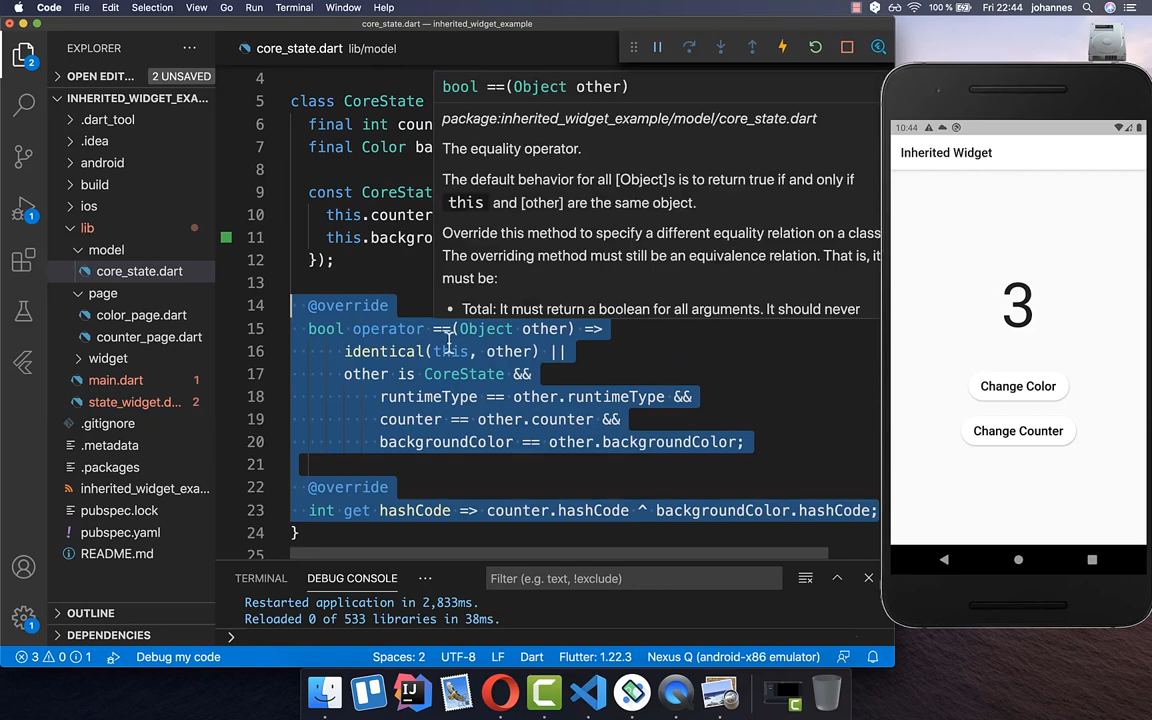 Code File Edit Selection View Go Run Terminal Window Help 100 % Fri 22:44 johannes
core_state.dart — inherited_widget_example
EXPLORER
OPEN EDIT... 2 UNSAVED
INHERITED_WIDGET_EXA...
.dart_tool
.idea
android
build
ios
lib
model
core_state.dart
page
color_page.dart
counter_page.dart
widget
main.dart 1
state_widget.d... 2
.gitignore
.metadata
.packages
inherited_widget_exa...
pubspec.lock
! pubspec.yaml
README.md
OUTLINE
DEPENDENCIES
2
1
1
core_state.dart lib/model
4
5 class CoreState
6 final int coun
7 final Color ba
8
9 const CoreStat
10 this.counter
11 this.backgro
12 });
13
14 @override
15 bool operator ==(Object other) =>
16 identical(this, other) ||
17 other is CoreState &&
18 runtimeType == other.runtimeType &&
19 counter == other.counter &&
20 backgroundColor == other.backgroundColor;
21
22 @override
23 int get hashCode => counter.hashCode ^ backgroundColor.hashCode;
24 }
25
bool ==(Object other)
package:inherited_widget_example/model/core_state.dart
The equality operator.
The default behavior for all [Object]s is to return true if and only if
this and [other] are the same object.
Override this method to specify a different equality relation on a class
The overriding method must still be an equivalence relation. That is, it
must be:
• Total: It must return a boolean for all arguments. It should never
TERMINAL DEBUG CONSOLE ... Filter (e.g. text, !exclude)
Restarted application in 2,833ms.
Reloaded 0 of 533 libraries in 38ms.
3 0 1 Debug my code Spaces: 2 UTF-8 LF Dart Flutter: 1.22.3 Nexus Q (android-x86 emulator)
10:44
Inherited Widget
3
Change Color
Change Counter